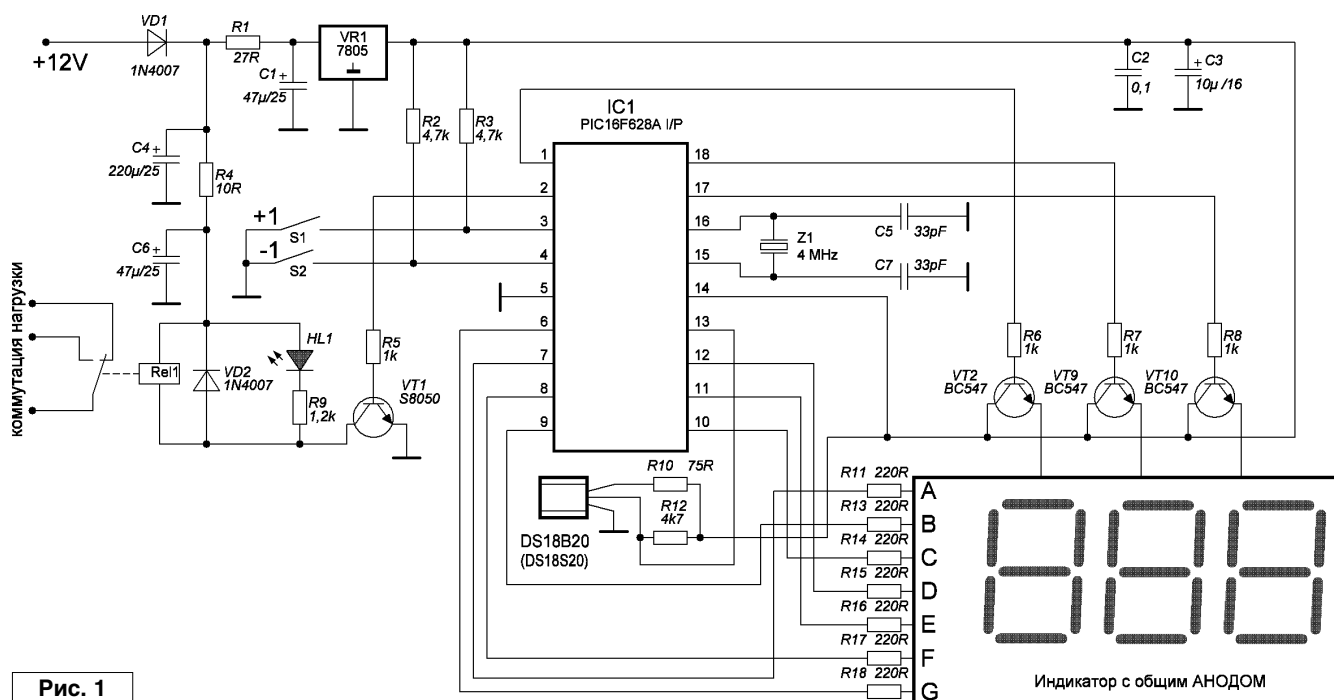 VD1
+12V
1N4007
R1
27R
C1 +
47µ/25
VR1
7805
C2
0,1
+ C3
10µ /16
R2
4,7k
R3
4,7k
IC1
PIC16F628A I/P
C4 +
220µ/25
R4
10R
C6 +
47µ/25
+1
S1
-1
S2
1
2
3
4
5
6
7
8
9
18
17
16
15
14
13
12
11
10
Z1
4 MHz
C5 33pF
C7 33pF
коммутация нагрузки
Rel1
VD2
1N4007
HL1
R9
1,2k
R5
1k
VT1
S8050
R6
1k
R7
1k
R8
1k
VT2
BC547
VT9
BC547
VT10
BC547
R10 75R
R12
4k7
DS18B20
(DS18S20)
R11 220R
A
R13 220R
B
R14 220R
C
R15 220R
D
R16 220R
E
R17 220R
F
R18 220R
G
Индикатор с общим АНОДОМ
Рис. 1